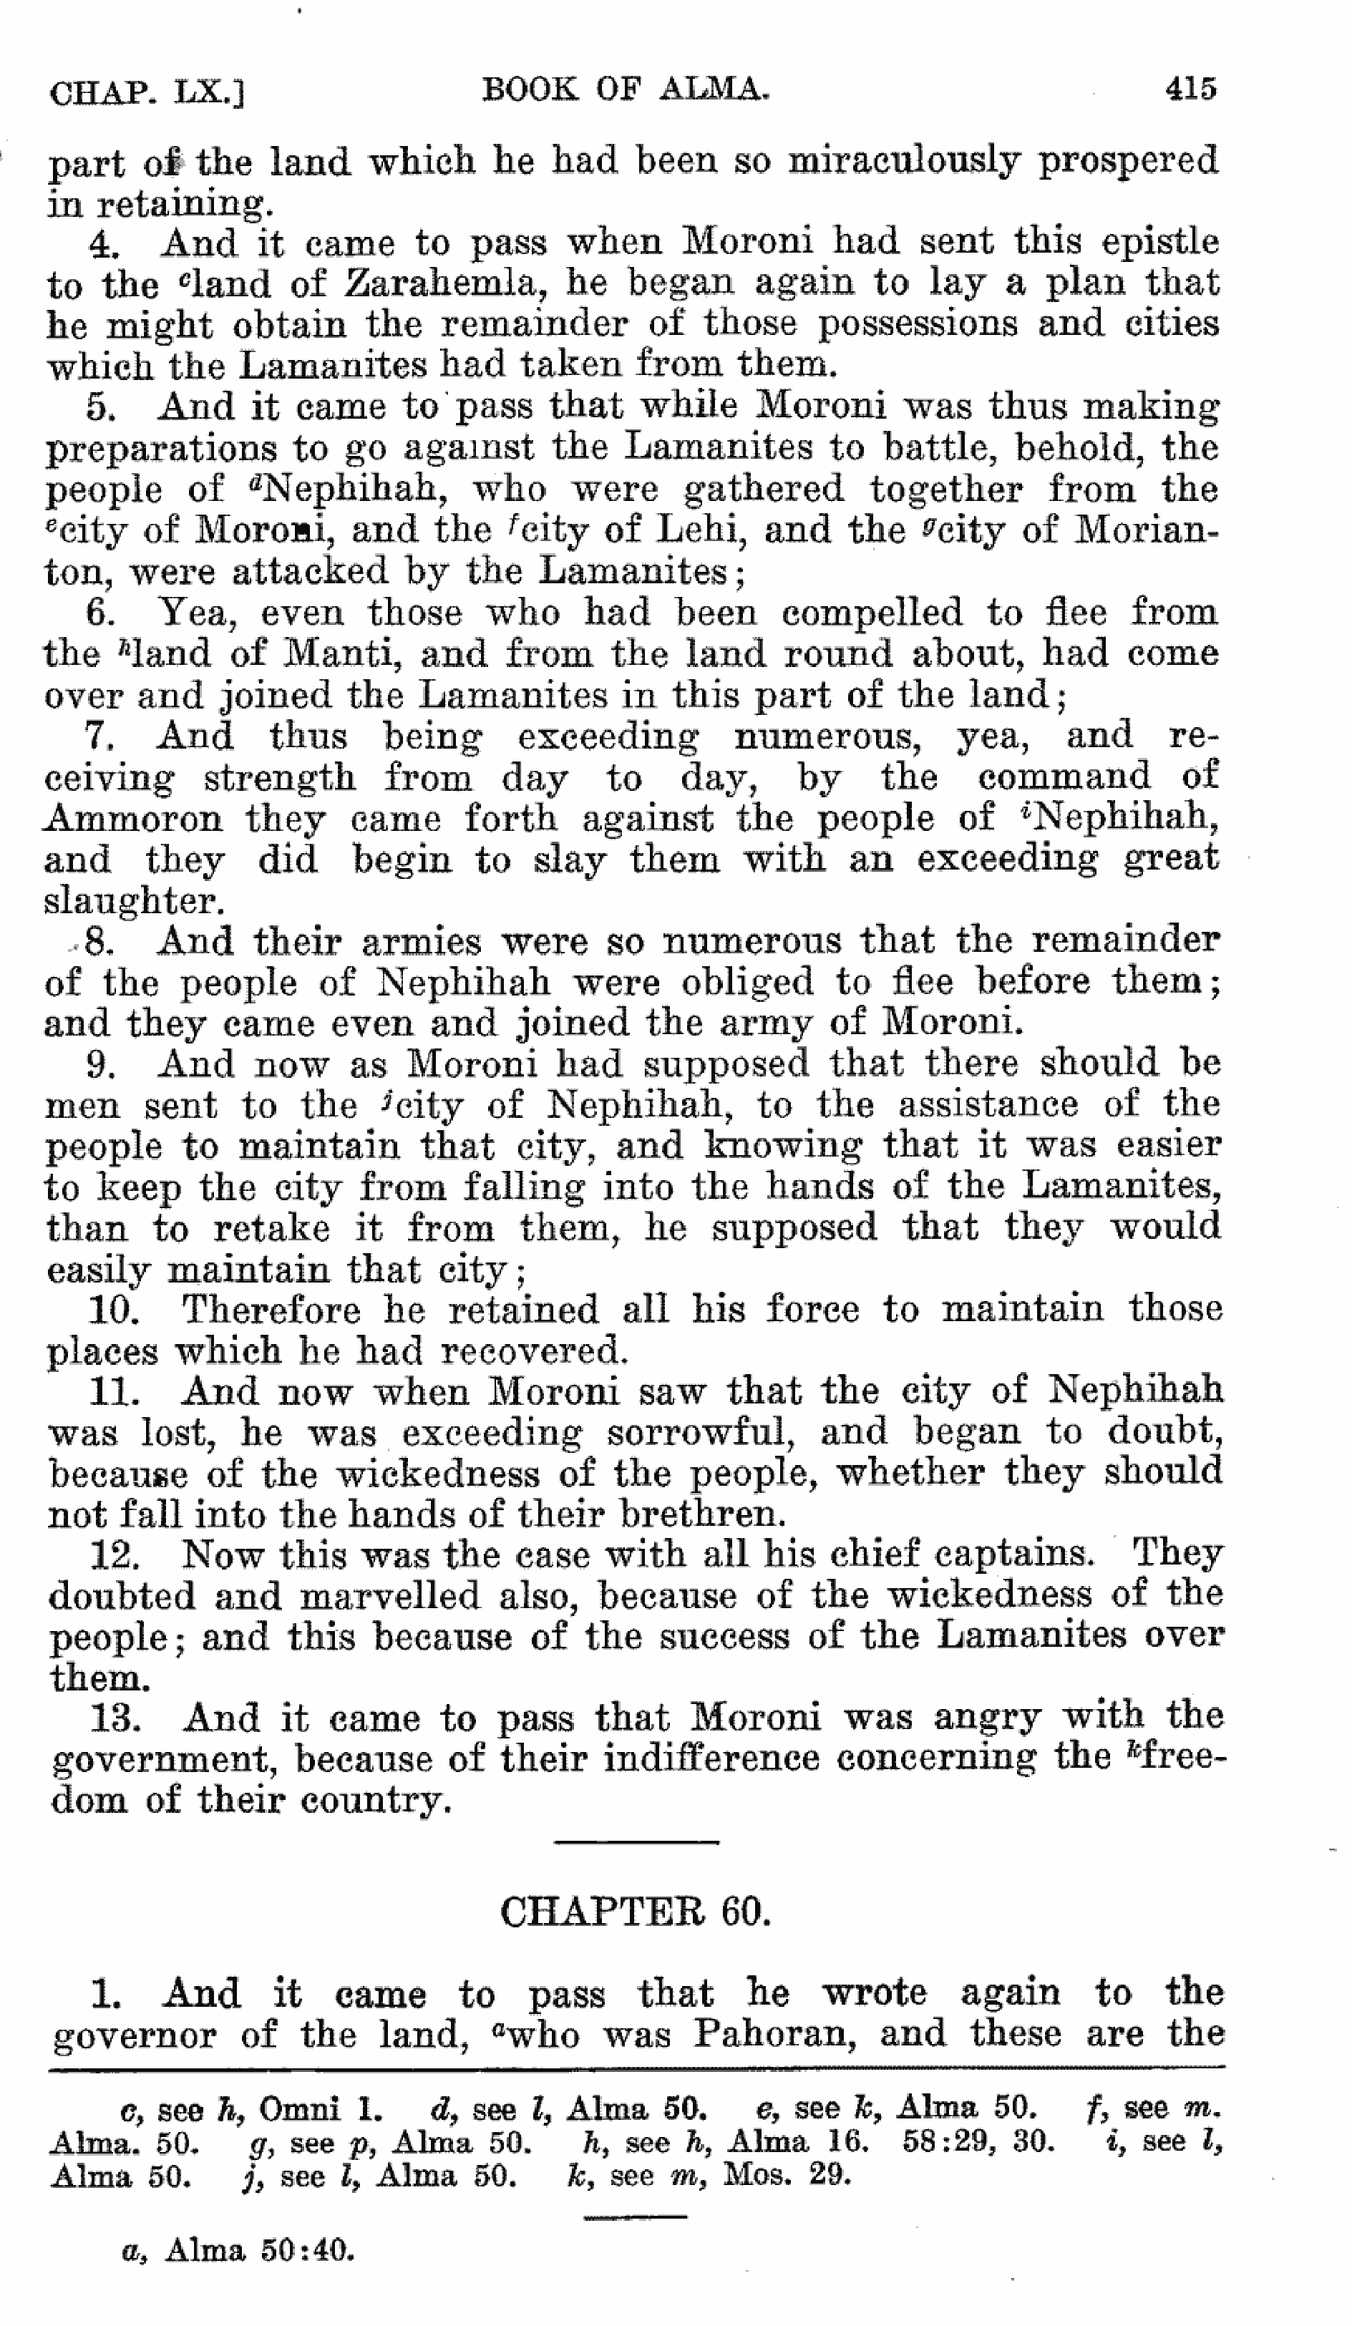 CHAP. LX.] BOOK OF ALMA. 415
part of the land which he had been so miraculously prospered
in retaining.
4. And it came to pass when Moroni had sent this epistle
to the cland of Zarahemla, he began again to lay a plan that
he might obtain the remainder of those possessions and cities
which the Lamanites had taken from them.
5. And it came to pass that while Moroni was thus making
preparations to go against the Lamanites to battle, behold, the
people of dNephihah, who were gathered together from the
ecity of Moroni, and the fcity of Lehi, and the gcity of Morian-
ton, were attacked by the Lamanites;
6. Yea, even those who had been compelled to flee from
the hland of Manti, and from the land round about, had come
over and joined the Lamanites in this part of the land;
7. And thus being exceeding numerous, yea, and re-
ceiving strength from day to day, by the command of
Ammoron they came forth against the people of iNephihah,
and they did begin to slay them with an exceeding great
slaughter.
8. And their armies were so numerous that the remainder
of the people of Nephihah were obliged to flee before them;
and they came even and joined the army of Moroni.
9. And now as Moroni had supposed that there should be
men sent to the jcity of Nephihah, to the assistance of the
people to maintain that city, and knowing that it was easier
to keep the city from falling into the hands of the Lamanites,
than to retake it from them, he supposed that they would
easily maintain that city;
10. Therefore he retained all his force to maintain those
places which he had recovered.
11. And now when Moroni saw that the city of Nephihah
was lost, he was exceeding sorrowful, and began to doubt,
because of the wickedness of the people, whether they should
not fall into the hands of their brethren.
12. Now this was the case with all his chief captains. They
doubted and marvelled also, because of the wickedness of the
people; and this because of the success of the Lamanites over
them.
13. And it came to pass that Moroni was angry with the
government, because of their indifference concerning the kfree-
dom of their country.
CHAPTER 60.
1. And it came to pass that he wrote again to the
governor of the land, awho was Pahoran, and these are the
c, see h, Omni 1. d, see l, Alma 50. e, see k, Alma 50. f, see m.
Alma. 50. g, see p, Alma 50. h, see h, Alma 16. 58:29, 30. i, see l,
Alma 50. j, see l, Alma 50. k, see m, Mos. 29.
a, Alma 50:40.